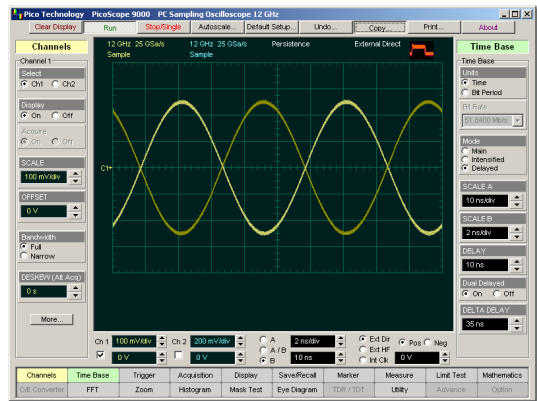 Pico Technology PicoScope 9000 PC Sampling Oscilloscope 12 GHz
Clear Display Run Stop/Single Autoscale... Default Setup... Undo... Copy... Print... About
Channels
Channel 1
Select
Ch1 Ch2
Display
On Off
Acquire
On Off
SCALE
100 mV/div
OFFSET
0 V
Bandwidth
Full
Narrow
DESKEW (Alt Acq)
0 s
More...
12 GHz 25 GSa/s 12 GHz 25 GSa/s Persistence External Direct
Sample Sample
C1+
Time Base
Time Base
Units
Time
Bit Period
Bit Rate
51.8400 Mb/s
Mode
Main
Intensified
Delayed
SCALE A
10 ns/div
SCALE B
2 ns/div
DELAY
10 ns
Dual Delayed
On Off
DELTA DELAY
35 ns
Ch 1 100 mV/div Ch 2 200 mV/div A 2 ns/div Ext Dir Pos Neg
A / B Ext HF
0 V 0 V B 10 ns Int Clk 0 V
Channels Time Base Trigger Acquisition Display Save/Recall Marker Measure Limit Test Mathematics
O/E Converter FFT Zoom Histogram Mask Test Eye Diagram TDR / TDT Utility Advance Option